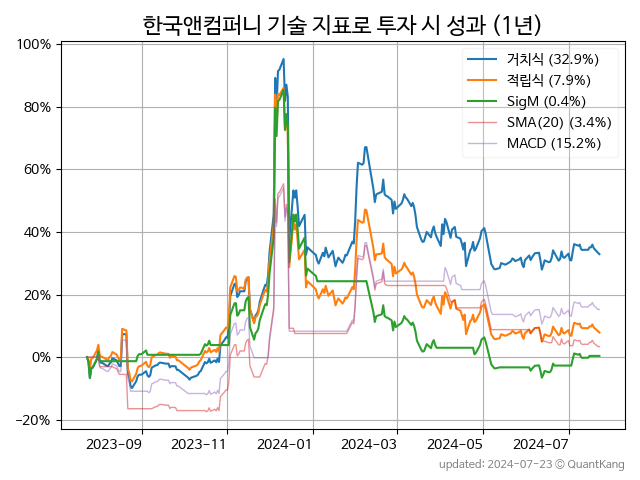 한국앤컴퍼니 기술 지표로 투자 시 성과 (1년)
100%
80%
60%
40%
20%
0%
−20%
거치식 (32.9%)
적립식 (7.9%)
SigM (0.4%)
SMA(20) (3.4%)
MACD (15.2%)
2023-09
2023-11
2024-01
2024-03
2024-05
2024-07
updated: 2024-07-23 © QuantKang